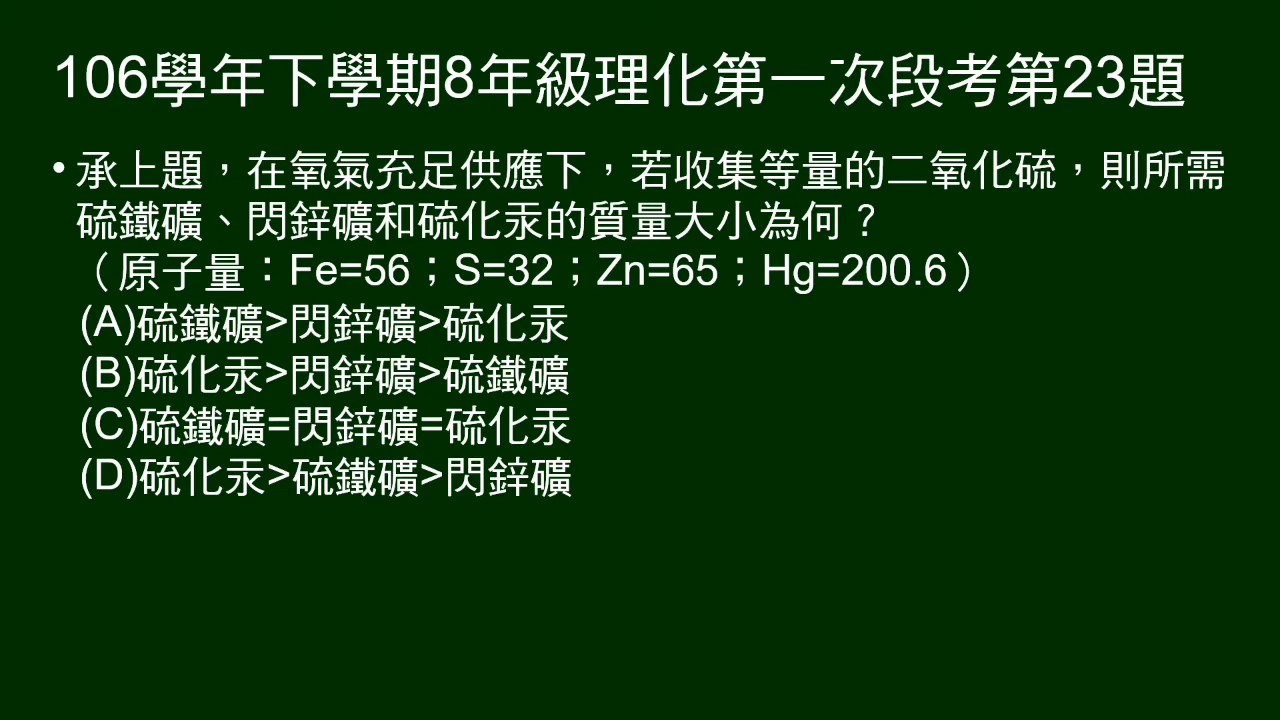 106學年下學期8年級理化第一次段考第23題
•承上題，在氧氣充足供應下，若收集等量的二氧化硫，則所需
硫鐵礦、閃鋅礦和硫化汞的質量大小為何？
（原子量：Fe=56；S=32；Zn=65；Hg=200.6）
(A)硫鐵礦>閃鋅礦>硫化汞
(B)硫化汞>閃鋅礦>硫鐵礦
(C)硫鐵礦=閃鋅礦=硫化汞
(D)硫化汞>硫鐵礦>閃鋅礦